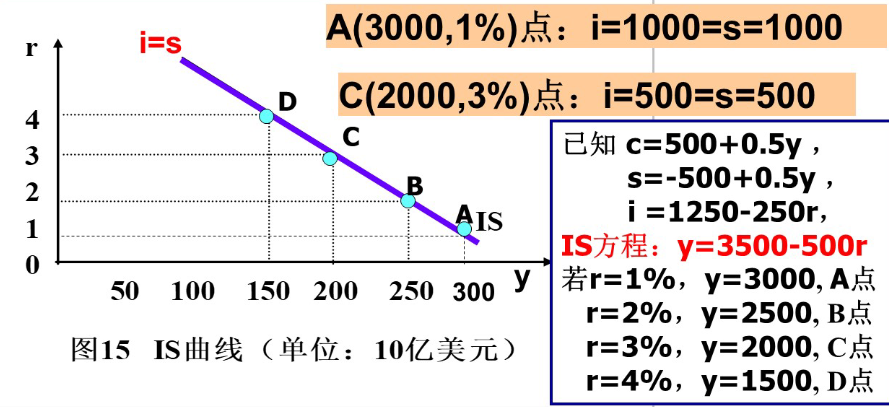 A(3000,1%)点：i=1000=s=1000
C(2000,3%)点：i=500=s=500
r
i=s
4
3
2
1
0
D
C
B
A
IS
50 100 150 200 250 300 y
图15 IS曲线（单位：10亿美元）
已知 c=500+0.5y，
s=-500+0.5y，
i =1250-250r，
IS方程：y=3500-500r
若r=1%，y=3000, A点
r=2%，y=2500, B点
r=3%，y=2000, C点
r=4%，y=1500, D点